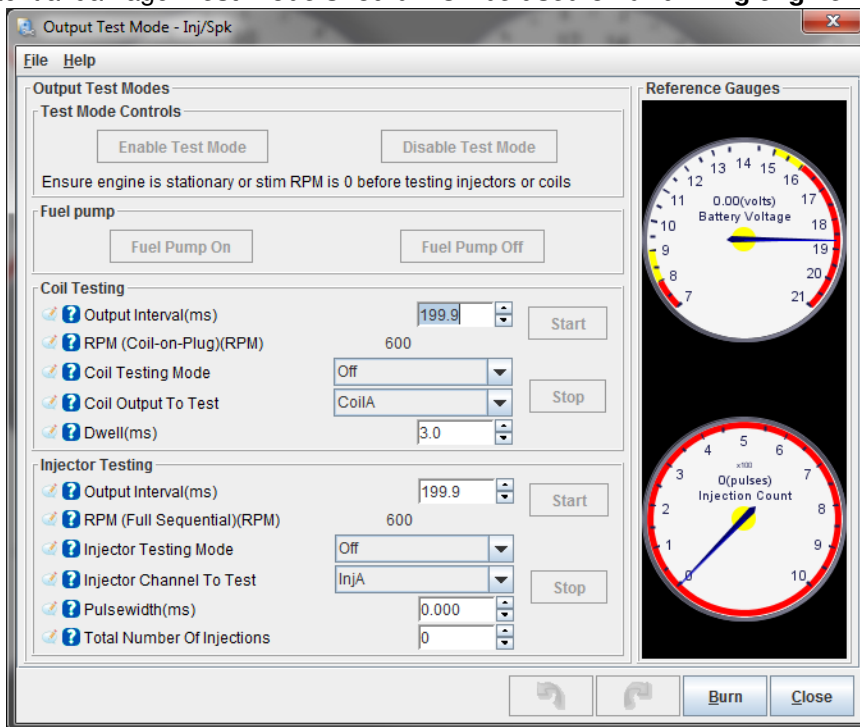 Output Test Mode - Inj/Spk
File Help
Output Test Modes
Test Mode Controls
Enable Test Mode Disable Test Mode
Ensure engine is stationary or stim RPM is 0 before testing injectors or coils
Fuel pump
Fuel Pump On Fuel Pump Off
Coil Testing
Output Interval(ms) 199.9 Start
RPM (Coil-on-Plug)(RPM) 600
Coil Testing Mode Off
Coil Output To Test CoilA Stop
Dwell(ms) 3.0
Injector Testing
Output Interval(ms) 199.9 Start
RPM (Full Sequential)(RPM) 600
Injector Testing Mode Off
Injector Channel To Test InjA Stop
Pulsewidth(ms) 0.000
Total Number Of Injections 0
Reference Gauges
7 8 9 10 11 12 13 14 15 16 17 18 19 20 21
0.00(volts)
Battery Voltage
0 1 2 3 4 5 6 7 8 9 10
x100
0(pulses)
Injection Count
Burn Close